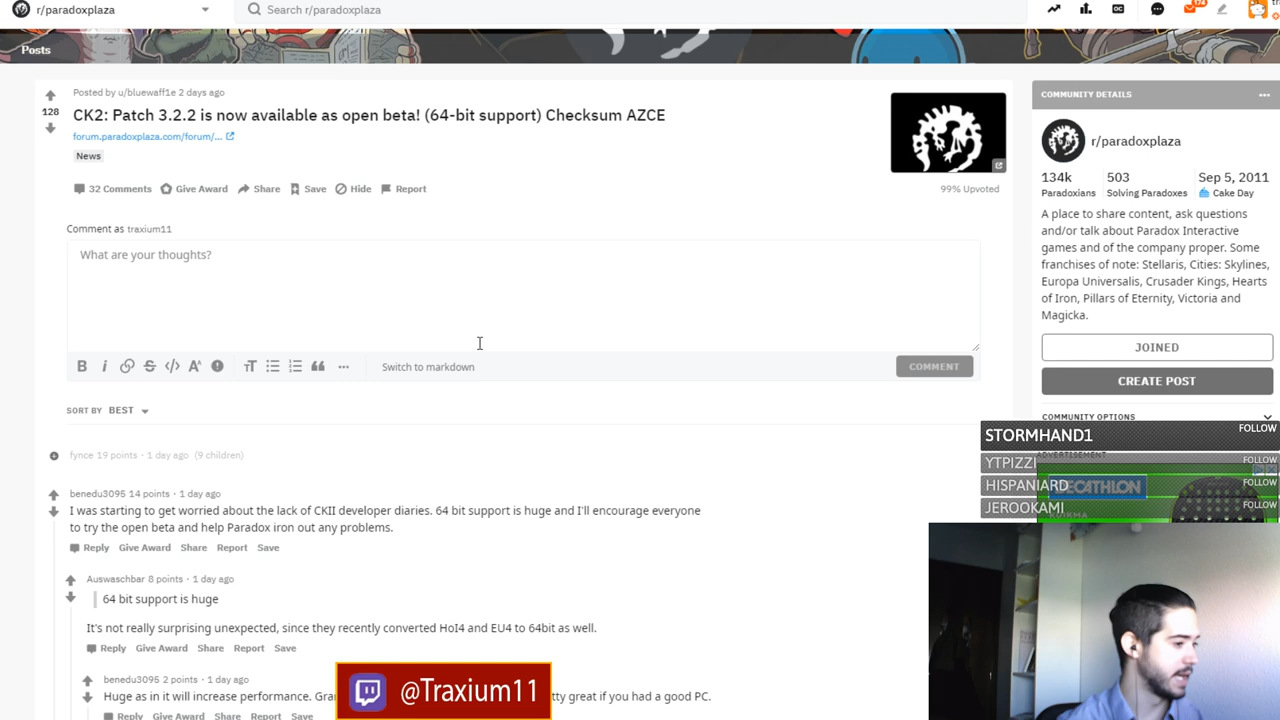 r/paradoxplaza
Search r/paradoxplaza
174
Posts
Posted by u/bluewaff1e 2 days ago
128
CK2: Patch 3.2.2 is now available as open beta! (64-bit support) Checksum AZCE
forum.paradoxplaza.com/forum/...
News
32 Comments Give Award Share Save Hide Report
99% Upvoted
Comment as traxium11
What are your thoughts?
B i Switch to markdown
COMMENT
SORT BY BEST
fynce 19 points · 1 day ago (9 children)
benedu3095 14 points · 1 day ago
I was starting to get worried about the lack of CKII developer diaries. 64 bit support is huge and I'll encourage everyone
to try the open beta and help Paradox iron out any problems.
Reply Give Award Share Report Save
Auswaschbar 8 points · 1 day ago
64 bit support is huge
It's not really surprising unexpected, since they recently converted HoI4 and EU4 to 64bit as well.
Reply Give Award Share Report Save
benedu3095 2 points · 1 day ago
Huge as in it will increase performance.
tty great if you had a good PC.
Reply Give Award Share Report Save
@Traxium11
COMMUNITY DETAILS
r/paradoxplaza
134k 503 Sep 5, 2011
Paradoxians Solving Paradoxes Cake Day
A place to share content, ask questions
and/or talk about Paradox Interactive
games and of the company proper. Some
franchises of note: Stellaris, Cities: Skylines,
Europa Universalis, Crusader Kings, Hearts
of Iron, Pillars of Eternity, Victoria and
Magicka.
JOINED
CREATE POST
COMMUNITY OPTIONS
STORMHAND1 FOLLOW
ADVERTISEMENT
YTPIZZI FOLLOW
HISPANIARD FOLLOW
DECATHLON
JEROOKAMI FOLLOW
KUIKMA